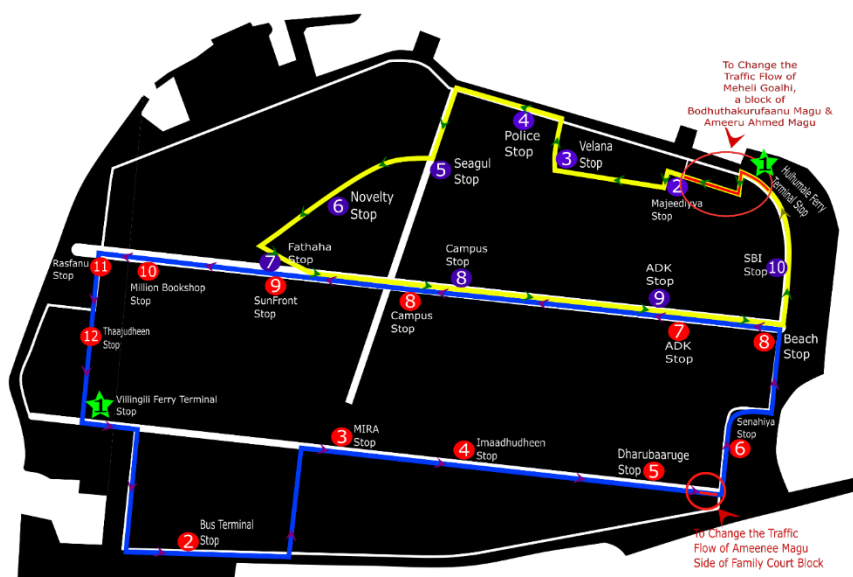 To Change the
Traffic Flow of
Meheli Goalhi,
a block of
Bodhuthakurufaanu Magu &
Ameeru Ahmed Magu
4
Police
Stop
3
Velana
Stop
1
Hulhumale Ferry
Terminal Stop
5
Seagul
Stop
2
Majeediyya
Stop
6
Novelty
Stop
7
Fathaha
Stop
Campus
Stop
8
ADK
Stop
9
SBI
Stop
10
Rasfanu
Stop
11
10
Million Bookshop
Stop
9
SunFront
Stop
8
Campus
Stop
7
ADK
Stop
8
Beach
Stop
12
Thaajudheen
Stop
1
Villingili Ferry Terminal
Stop
3
MIRA
Stop
4
Imaadhudheen
Stop
Dharubaaruge
Stop
5
Senahiya
Stop
6
2
Bus Terminal
Stop
To Change the Traffic
Flow of Ameenee Magu
Side of Family Court Block